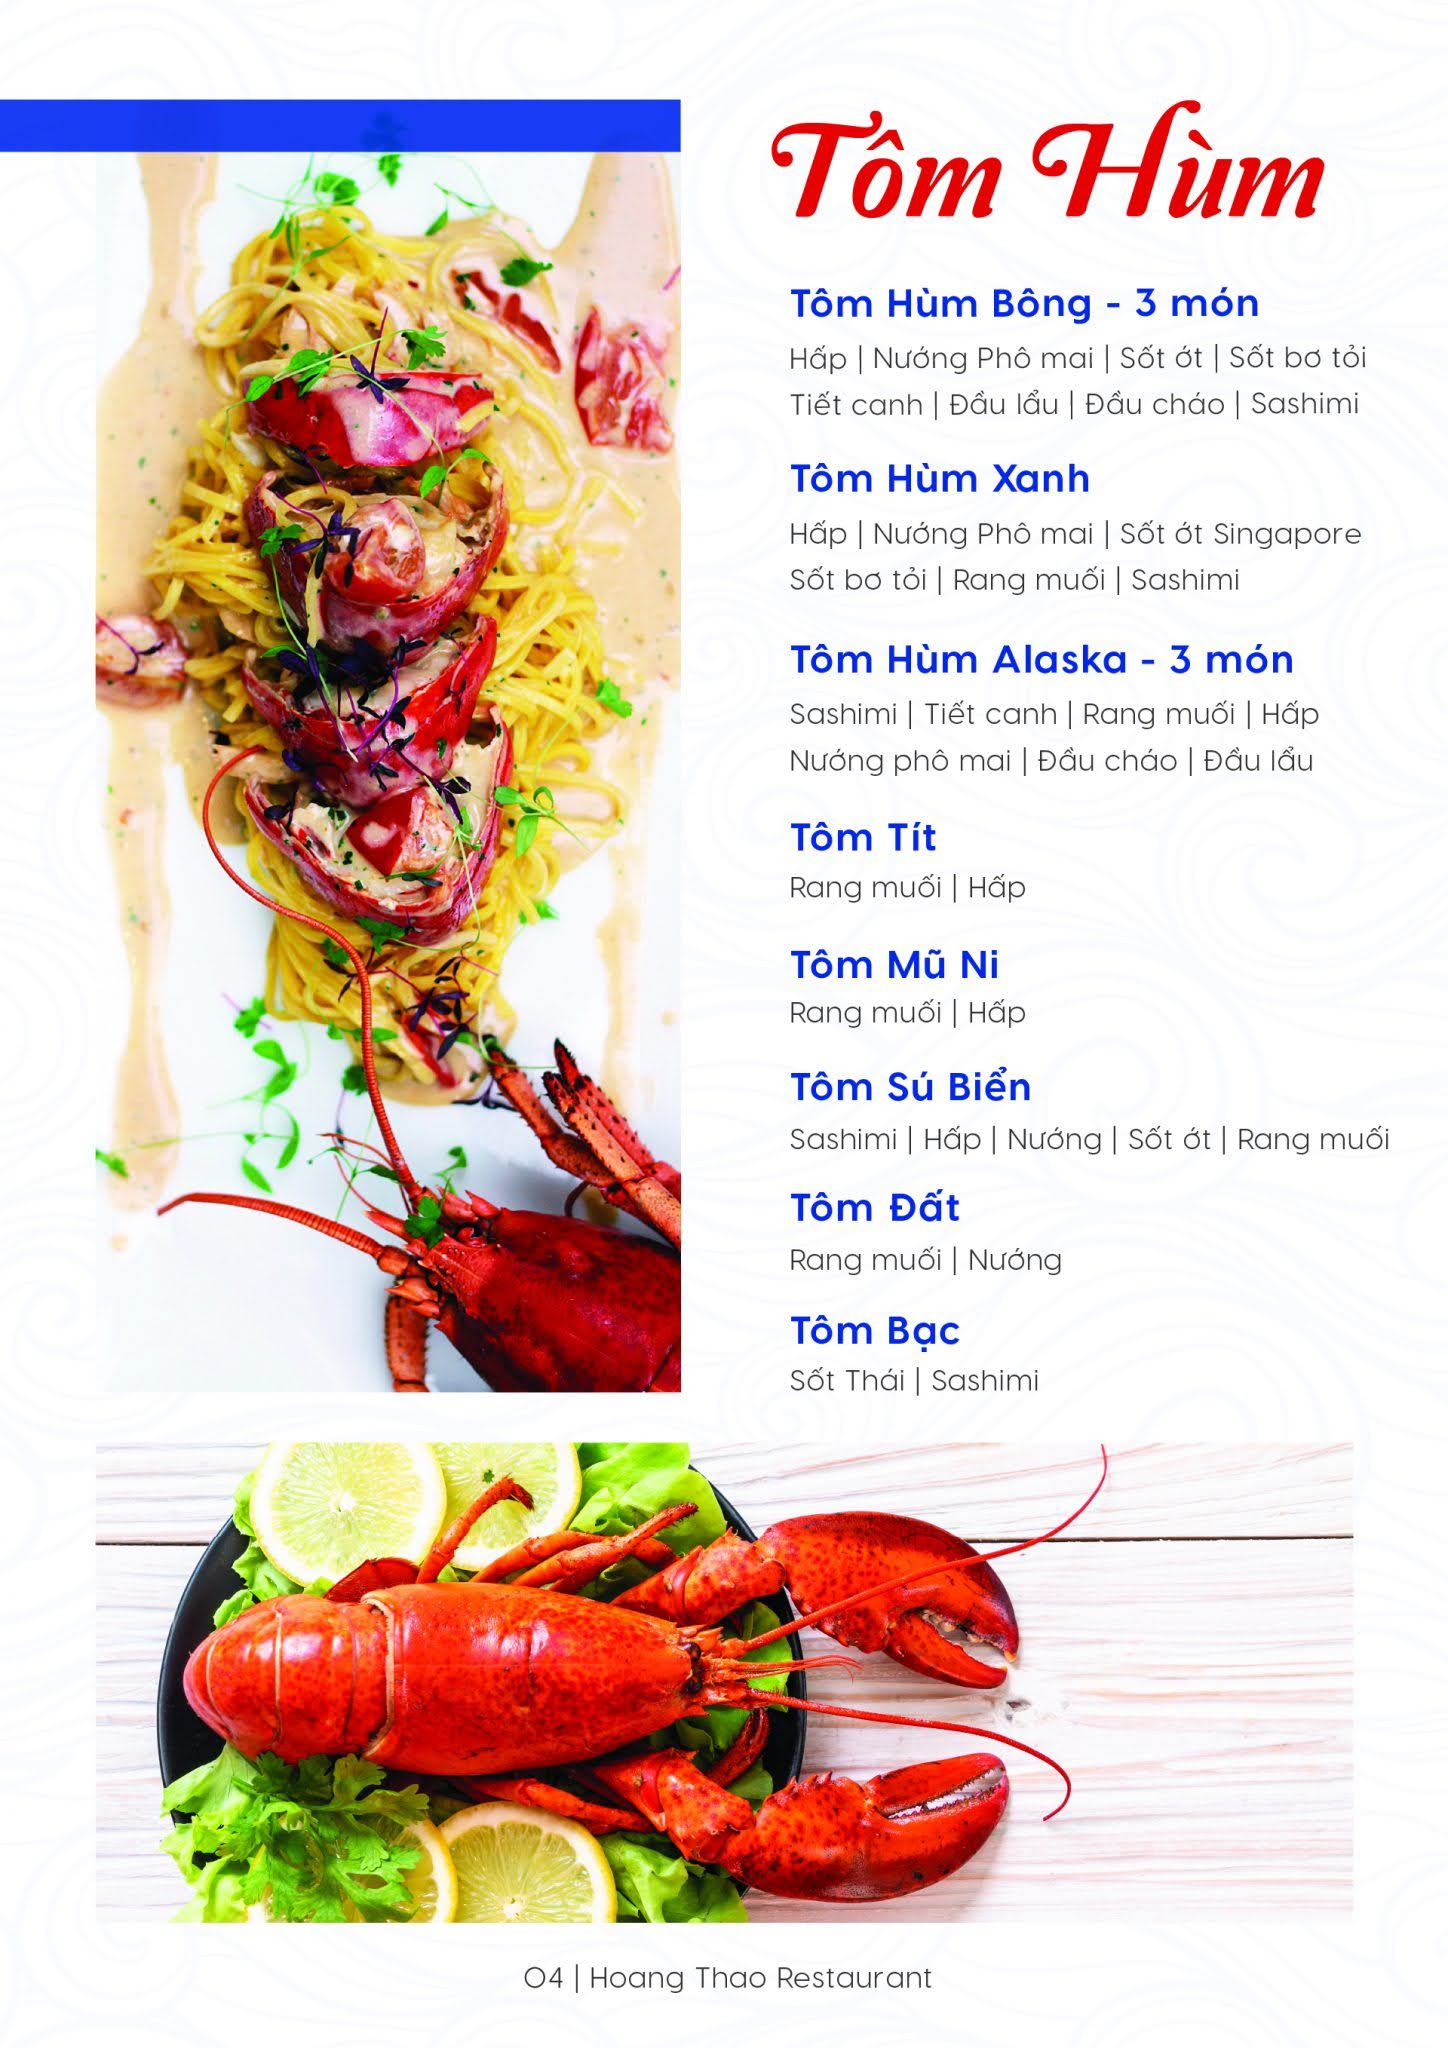 Tôm Hùm
Tôm Hùm Bông - 3 món
Hấp | Nướng Phô mai | Sốt ớt | Sốt bơ tỏi
Tiết canh | Đầu lẩu | Đầu cháo | Sashimi
Tôm Hùm Xanh
Hấp | Nướng Phô mai | Sốt ớt Singapore
Sốt bơ tỏi | Rang muối | Sashimi
Tôm Hùm Alaska - 3 món
Sashimi | Tiết canh | Rang muối | Hấp
Nướng phô mai | Đầu cháo | Đầu lẩu
Tôm Tít
Rang muối | Hấp
Tôm Mũ Ni
Rang muối | Hấp
Tôm Sú Biển
Sashimi | Hấp | Nướng | Sốt ớt | Rang muối
Tôm Đất
Rang muối | Nướng
Tôm Bạc
Sốt Thái | Sashimi
04 | Hoang Thao Restaurant